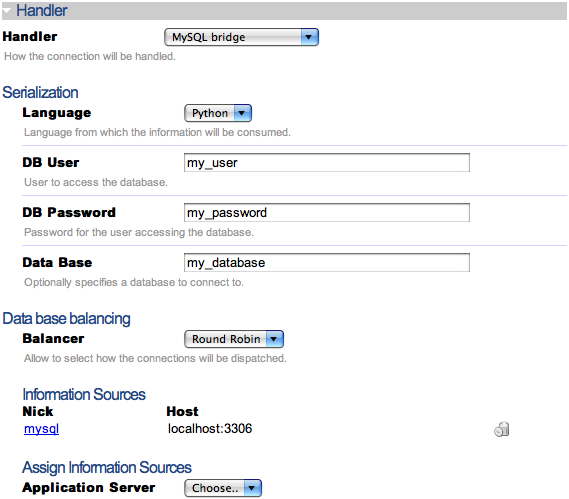 Handler
Handler MySQL bridge
How the connection will be handled.
Serialization
Language Python
Language from which the information will be consumed.
DB User my_user
User to access the database.
DB Password my_password
Password for the user accessing the database.
Data Base my_database
Optionally specifies a database to connect to.
Data base balancing
Balancer Round Robin
Allow to select how the connections will be dispatched.
Information Sources
Nick Host
mysql localhost:3306
Assign Information Sources
Application Server Choose..